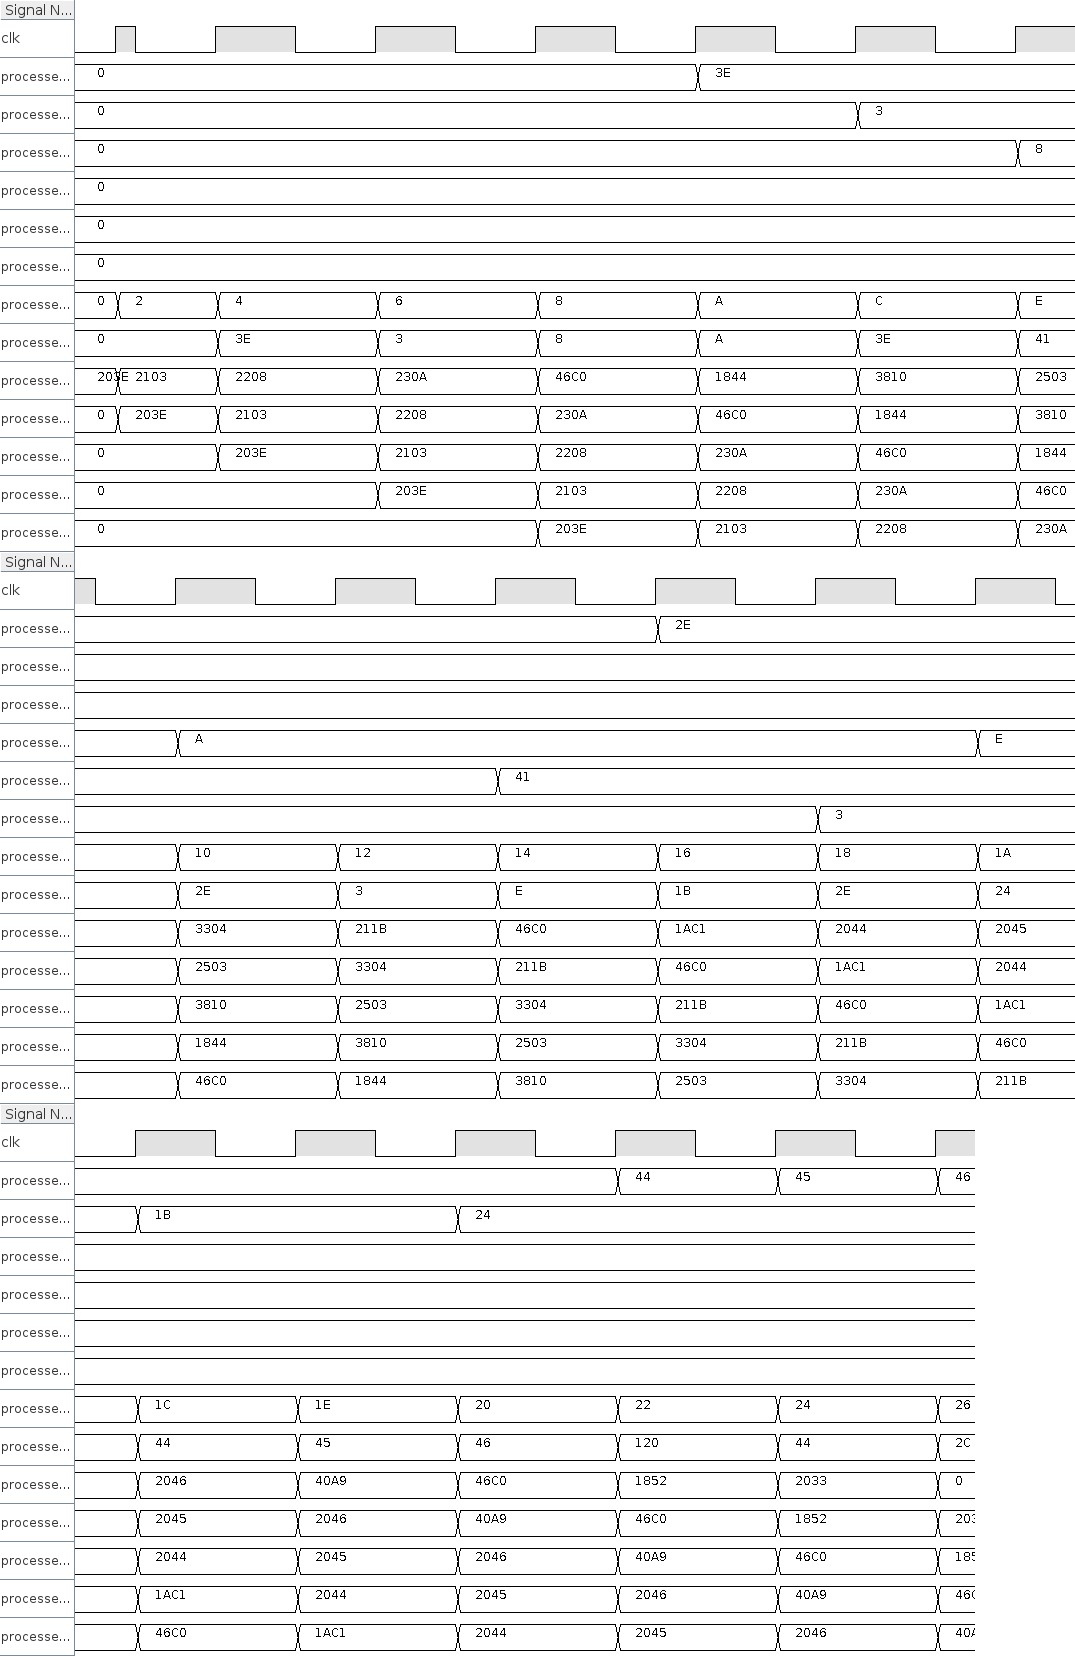 Signal N...
clk
processe... 0 3E
processe... 0 3
processe... 0 8
processe... 0
processe... 0
processe... 0
processe... 0 2 4 6 8 A C E
processe... 0 3E 3 8 A 3E 41
processe... 203E 2103 2208 230A 46C0 1844 3810 2503
processe... 0 203E 2103 2208 230A 46C0 1844 3810
processe... 0 203E 2103 2208 230A 46C0 1844
processe... 0 203E 2103 2208 230A 46C0
processe... 0 203E 2103 2208 230A
Signal N...
clk
processe... 2E
processe...
processe...
processe... A E
processe... 41
processe... 3
processe... 10 12 14 16 18 1A
processe... 2E 3 E 1B 2E 24
processe... 3304 211B 46C0 1AC1 2044 2045
processe... 2503 3304 211B 46C0 1AC1 2044
processe... 3810 2503 3304 211B 46C0 1AC1
processe... 1844 3810 2503 3304 211B 46C0
processe... 46C0 1844 3810 2503 3304 211B
Signal N...
clk
processe... 44 45 46
processe... 1B 24
processe...
processe...
processe...
processe...
processe... 1C 1E 20 22 24 26
processe... 44 45 46 120 44 2C
processe... 2046 40A9 46C0 1852 2033 0
processe... 2045 2046 40A9 46C0 1852 203
processe... 2044 2045 2046 40A9 46C0 185
processe... 1AC1 2044 2045 2046 40A9 46C
processe... 46C0 1AC1 2044 2045 2046 40A